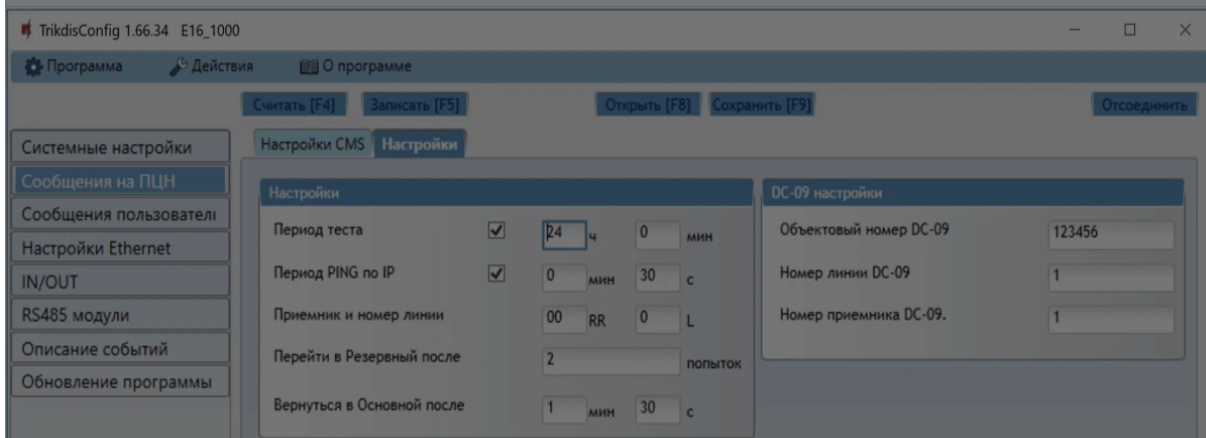 TrikdisConfig 1.66.34 E16_1000
Программа Действия О программе
Считать [F4] Записать [F5] Открыть [F8] Сохранить [F9] Отсоединить
Системные настройки
Сообщения на ПЦН
Сообщения пользовател
Настройки Ethernet
IN/OUT
RS485 модули
Описание событий
Обновление программы
Настройки CMS Настройки
Настройки
Период теста 24 ч 0 мин
Период PING по IP 0 мин 30 с
Приемник и номер линии 00 RR 0 L
Перейти в Резервный после 2 попыток
Вернуться в Основной после 1 мин 30 с
DC-09 настройки
Объектовый номер DC-09 123456
Номер линии DC-09 1
Номер приемника DC-09. 1